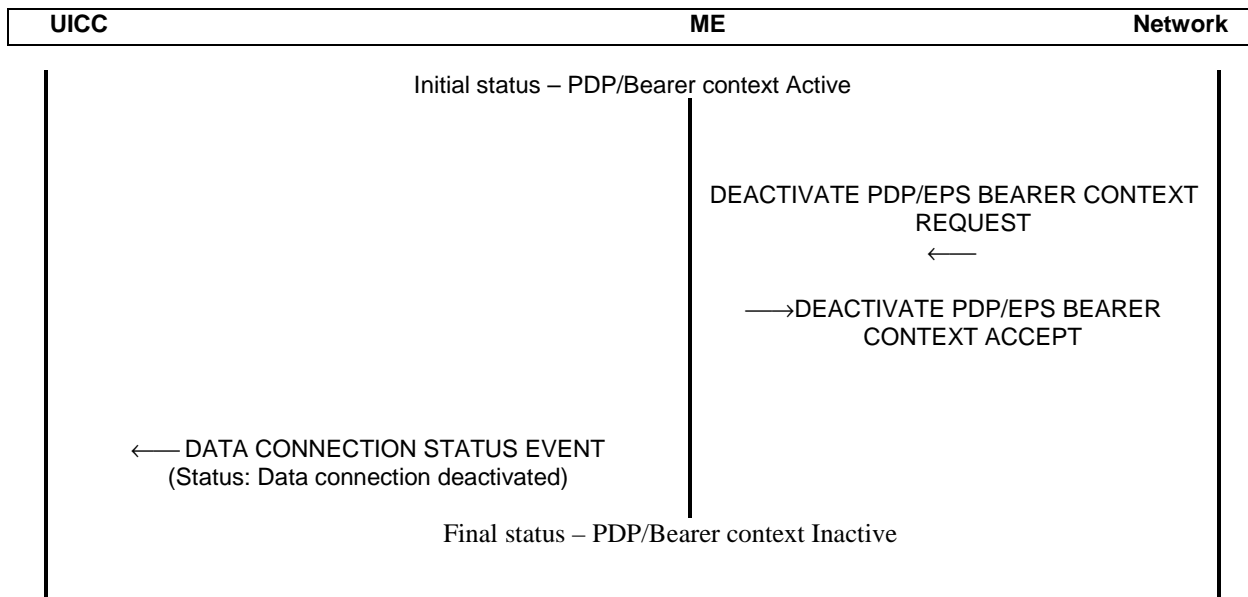 UICC ME Network
Initial status – PDP/Bearer context Active
DEACTIVATE PDP/EPS BEARER CONTEXT
REQUEST
←
→DEACTIVATE PDP/EPS BEARER
CONTEXT ACCEPT
← DATA CONNECTION STATUS EVENT
(Status: Data connection deactivated)
Final status – PDP/Bearer context Inactive